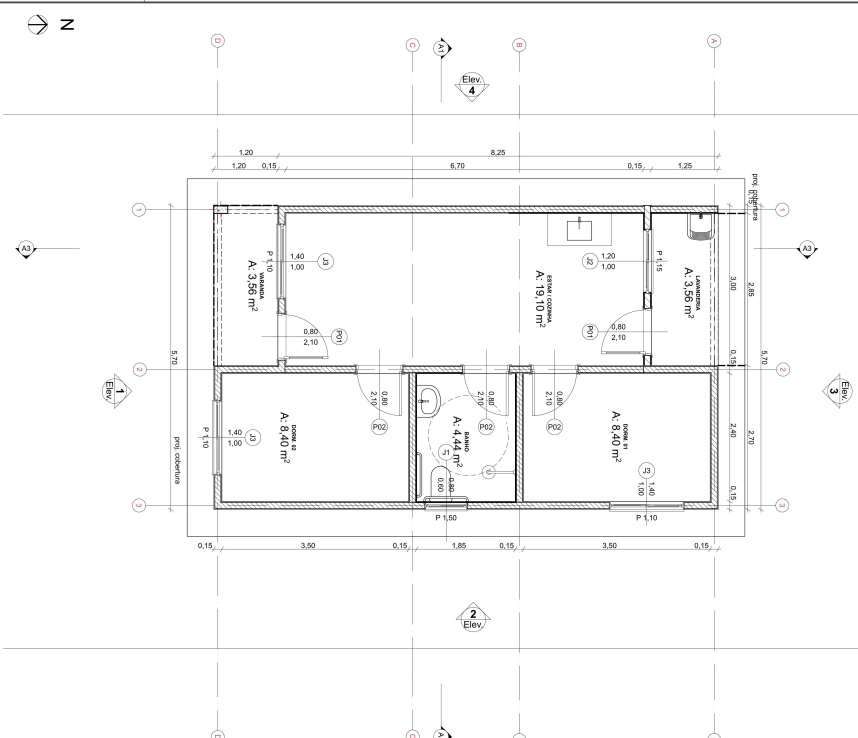 N
D
C
B
A
A1
Elev.
4
1,20
8,25
1,20
0,15
6,70
0,15
1,25
proj. cobertura
0,15
1
1
A3
A3
P 1,10
1,40
1,00
J3
VARANDA
A: 3,56 m²
0,80
2,10
P01
ESTAR / COZINHA
A: 19,10 m²
J2
1,20
1,00
P 1,15
LAVANDERIA
A: 3,56 m²
P01
0,80
2,10
3,00
2,85
0,15
5,70
5,70
2
2
1
Elev.
3
Elev.
0,80
2,10
P02
0,80
2,10
P02
0,80
2,10
P02
DORM. 02
A: 8,40 m²
BANHO
A: 4,44 m²
DORM. 01
A: 8,40 m²
1,40
1,00
J3
P 1,10
J1
0,80
0,60
P 1,50
J3
1,40
1,00
P 1,10
2,40
2,70
0,15
proj. cobertura
3
3
0,15
3,50
0,15
1,85
0,15
3,50
0,15
2
Elev.
C